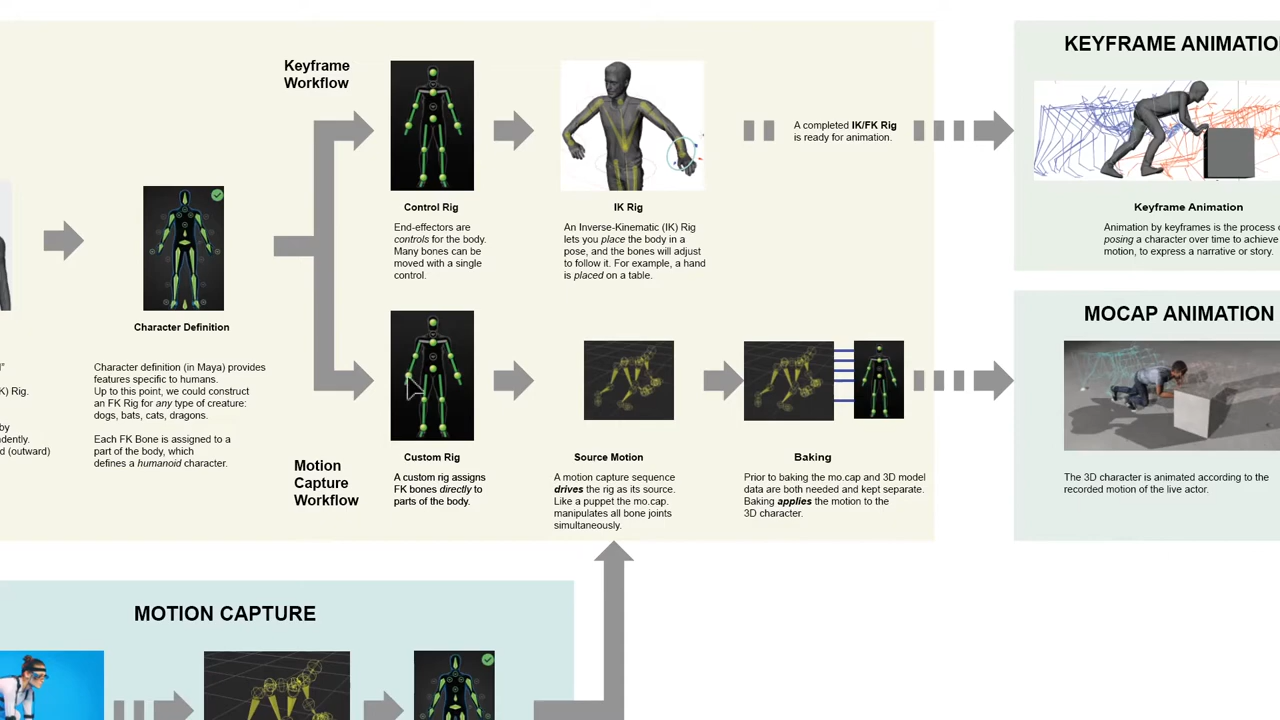 KEYFRAME ANIMATIO
Keyframe
Workflow
A completed IK/FK Rig
is ready for animation.
Control Rig
End-effectors are
controls for the body.
Many bones can be
moved with a single
control.
IK Rig
An Inverse-Kinematic (IK) Rig
lets you place the body in a
pose, and the bones will adjust
to follow it. For example, a hand
is placed on a table.
Keyframe Animation
Animation by keyframes is the process o
posing a character over time to achieve
motion, to express a narrative or story.
Character Definition
Character definition (in Maya) provides
features specific to humans.
Up to this point, we could construct
an FK Rig for any type of creature:
dogs, bats, cats, dragons.
Each FK Bone is assigned to a
part of the body, which
defines a humanoid character.
K) Rig.
by
ndently.
d (outward)
Motion
Capture
Workflow
Custom Rig
A custom rig assigns
FK bones directly to
parts of the body.
Source Motion
A motion capture sequence
drives the rig as its source.
Like a puppet the mo.cap.
manipulates all bone joints
simultaneously.
Baking
Prior to baking the mo.cap and 3D model
data are both needed and kept separate.
Baking applies the motion to the
3D character.
MOCAP ANIMATION
The 3D character is animated according to the
recorded motion of the live actor.
MOTION CAPTURE